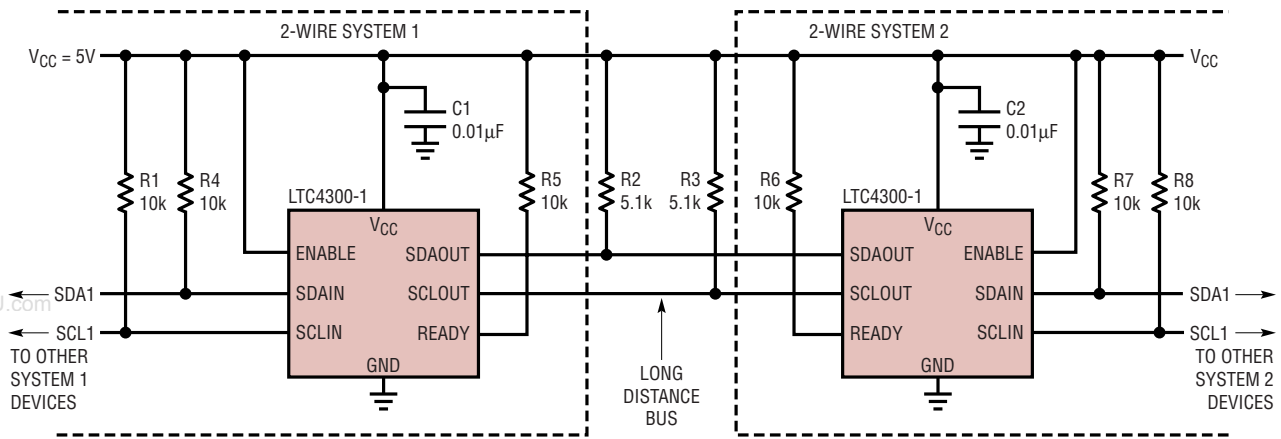 2-WIRE SYSTEM 1
2-WIRE SYSTEM 2
VCC = 5V
VCC
C1
0.01µF
C2
0.01µF
R1
10k
R4
10k
R5
10k
R2
5.1k
R3
5.1k
R6
10k
R7
10k
R8
10k
LTC4300-1
VCC
ENABLE
SDAIN
SCLIN
SDAOUT
SCLOUT
READY
GND
LTC4300-1
VCC
SDAOUT
SCLOUT
READY
ENABLE
SDAIN
SCLIN
GND
SDA1
SCL1
TO OTHER
SYSTEM 1
DEVICES
LONG
DISTANCE
BUS
SDA1
SCL1
TO OTHER
SYSTEM 2
DEVICES